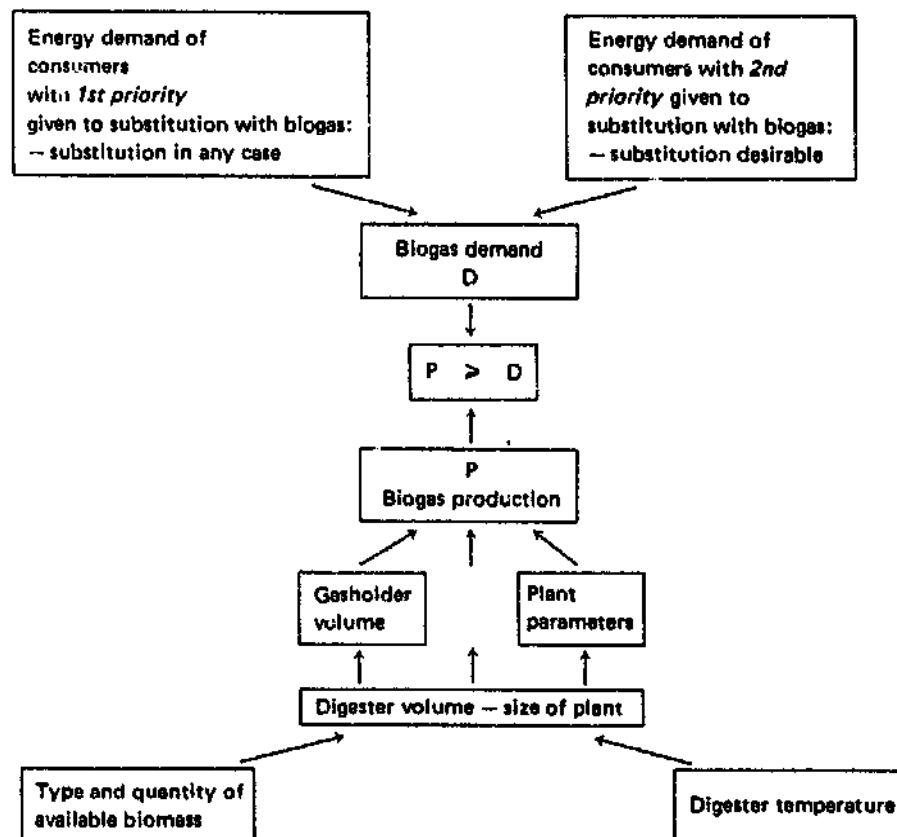 Energy demand of
consumers
with 1st priority
given to substitution with biogas:
– substitution in any case
Energy demand of
consumers with 2nd
priority given to
substitution with biogas:
– substitution desirable
Biogas demand
D
P > D
P
Biogas production
Gasholder
volume
Plant
parameters
Digester volume – size of plant
Type and quantity of
available biomass
Digester temperature